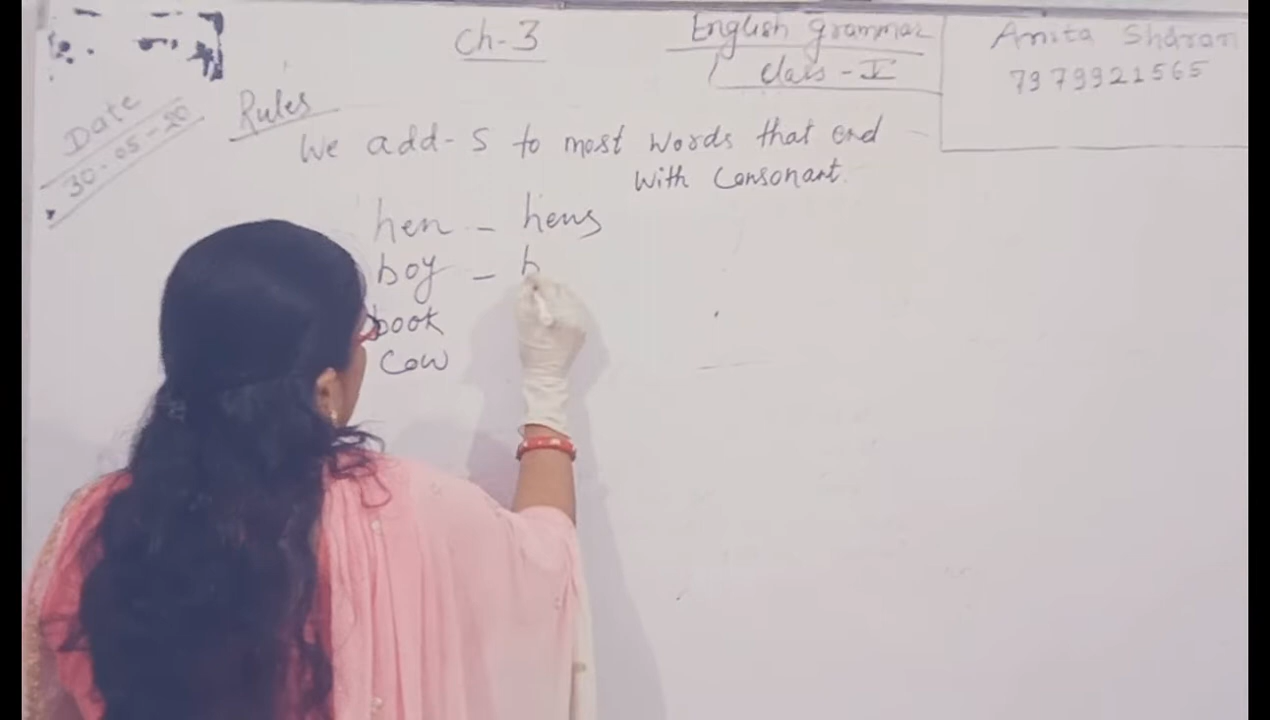 Ch-3
English grammar
Class - V
Anita Sharan
7979921565
Date
30-05-20
Rules
We add - s to most words that end
with consonant.
hen - hens
boy - b
book
Cow